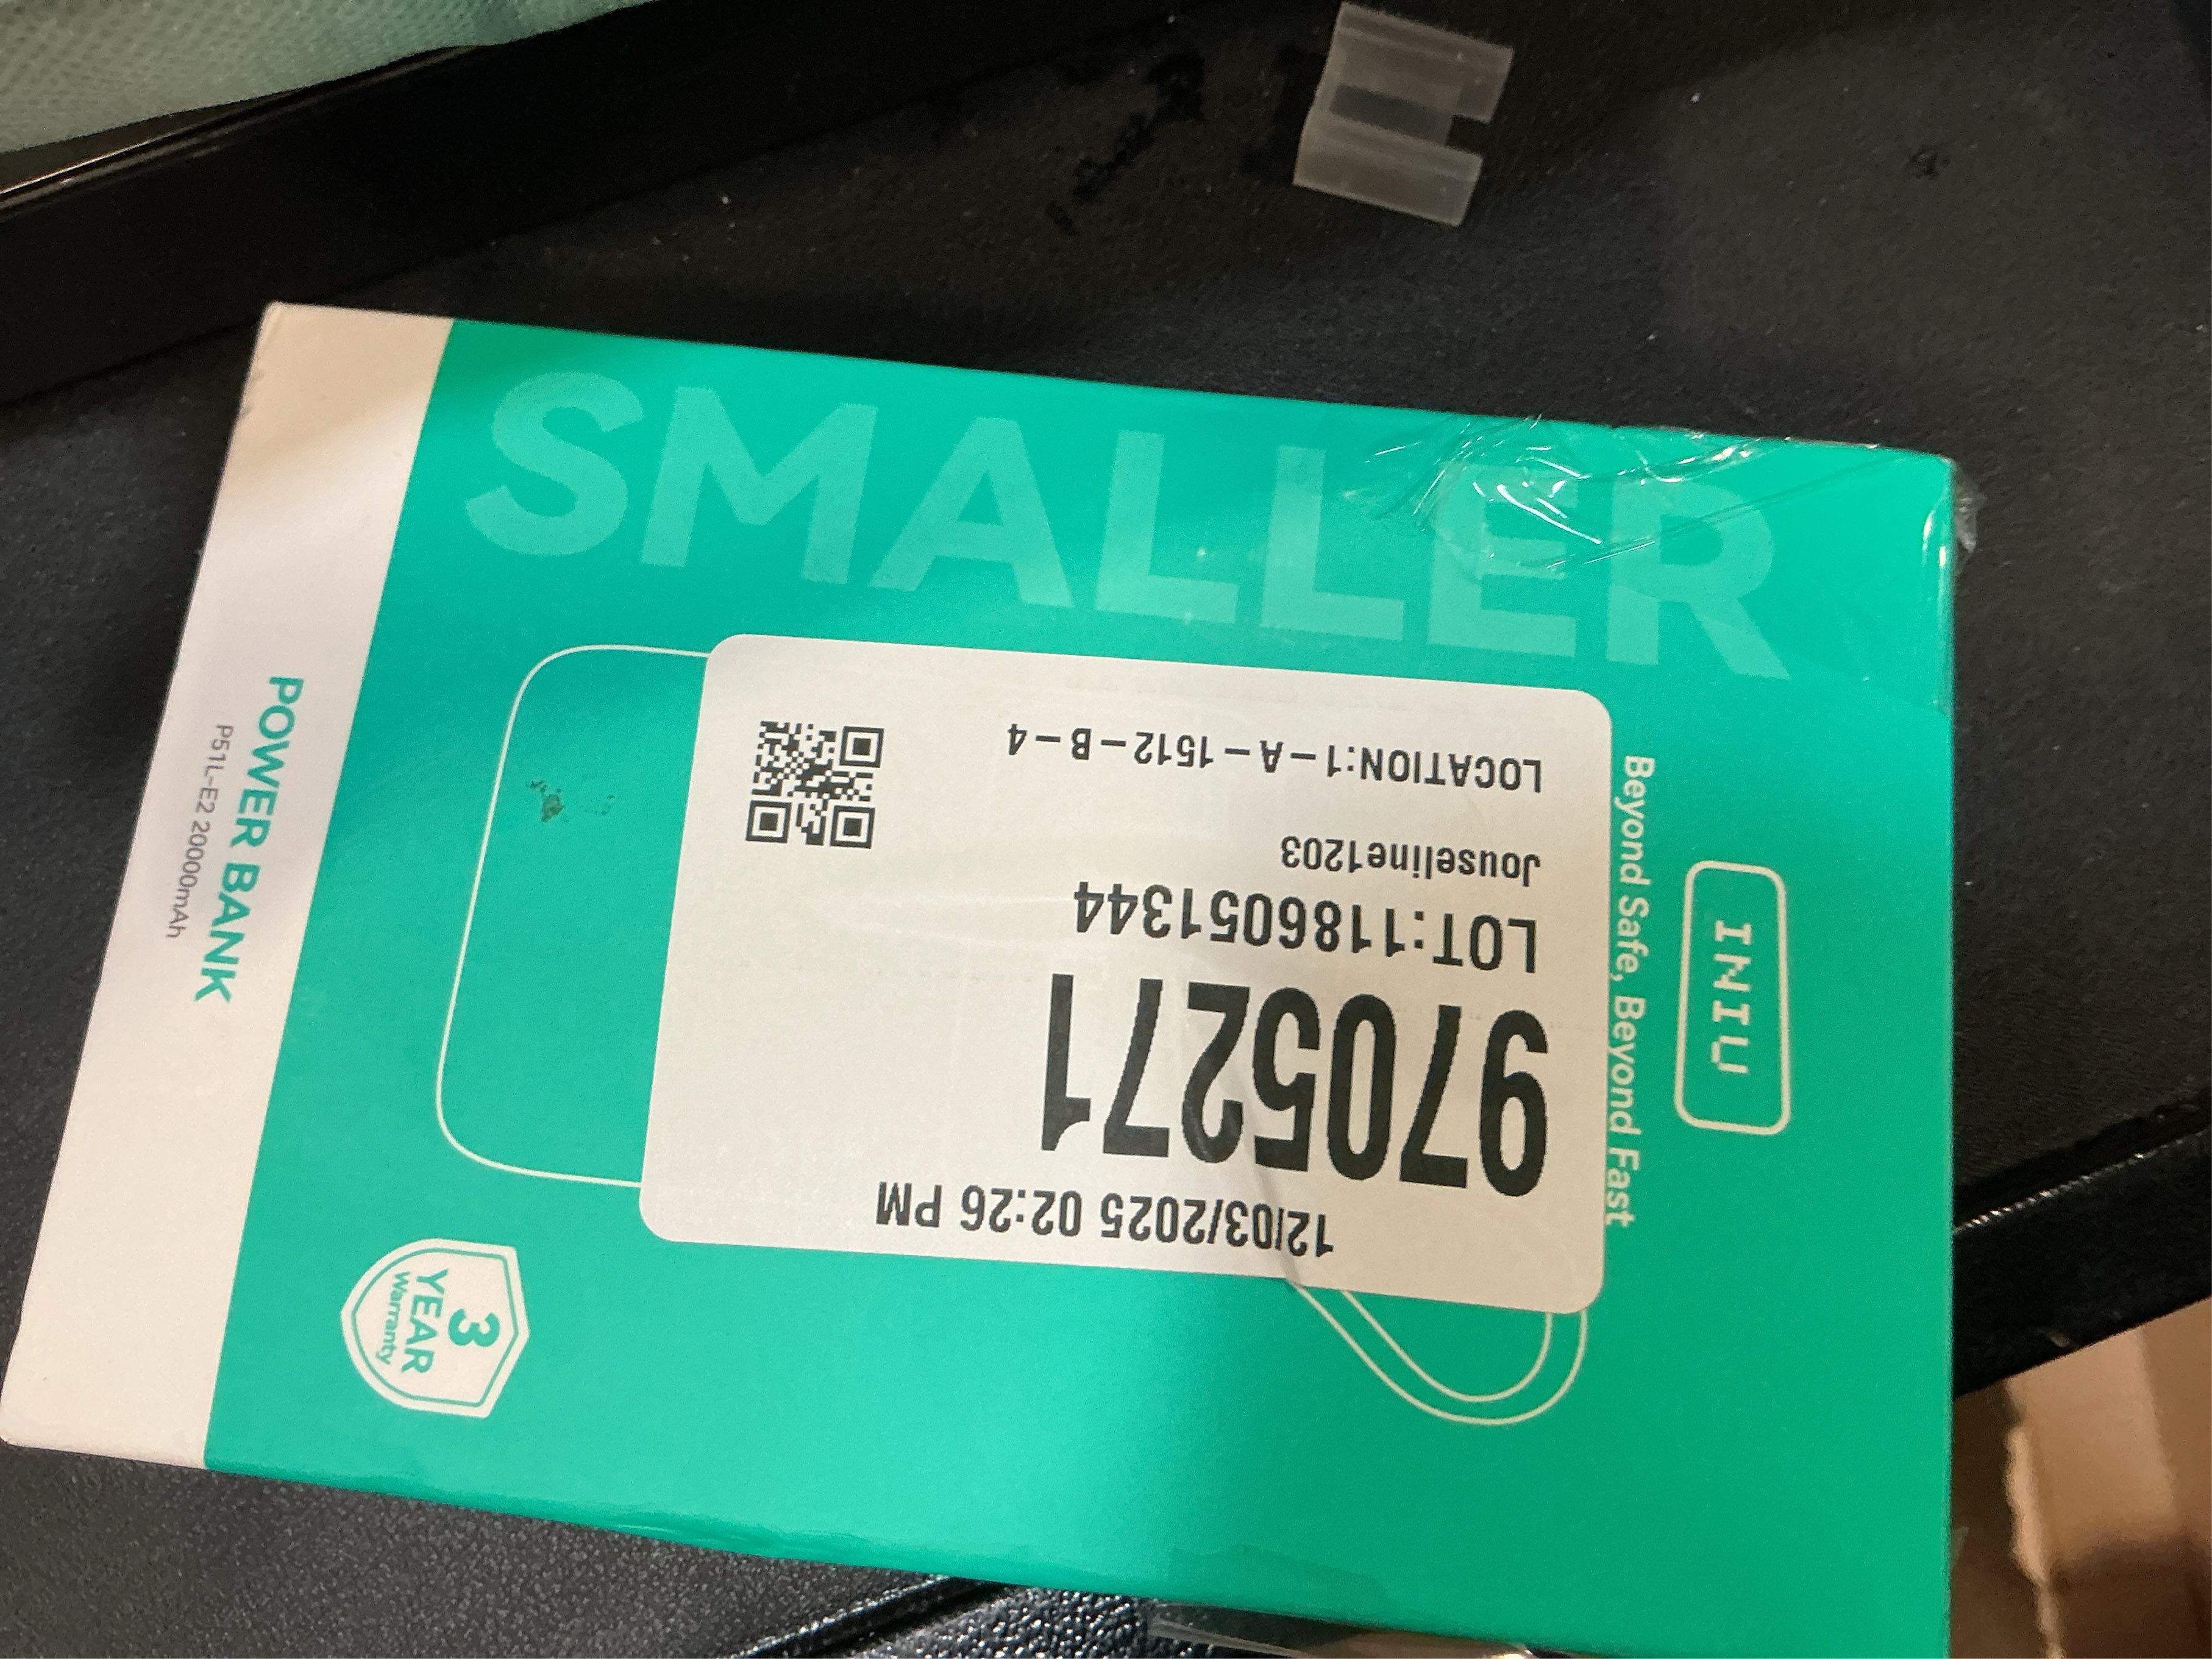 SMALLER
INIU
Beyond Safe, Beyond Fast
12/03/2025 02:26 PM
9705271
LOT:1186051344
Jouseline1203
LOCATION:1-A-1512-B-4
3
YEAR
Warranty
POWER BANK
P51L-E2 20000mAh